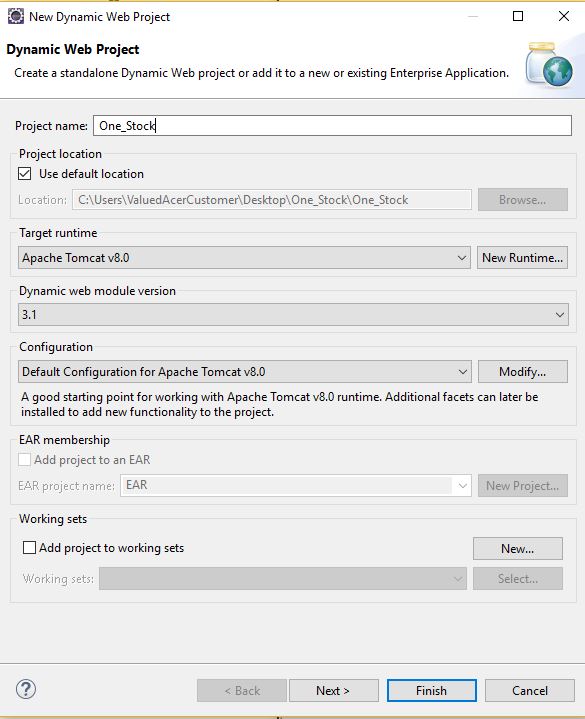 New Dynamic Web Project
Dynamic Web Project
Create a standalone Dynamic Web project or add it to a new or existing Enterprise Application.
Project name: One_Stock
Project location
Use default location
Location: C:\Users\ValuedAcerCustomer\Desktop\One_Stock\One_Stock Browse...
Target runtime
Apache Tomcat v8.0 New Runtime...
Dynamic web module version
3.1
Configuration
Default Configuration for Apache Tomcat v8.0 Modify...
A good starting point for working with Apache Tomcat v8.0 runtime. Additional facets can later be
installed to add new functionality to the project.
EAR membership
Add project to an EAR
EAR project name: EAR New Project...
Working sets
Add project to working sets New...
Working sets: Select...
? < Back Next > Finish Cancel